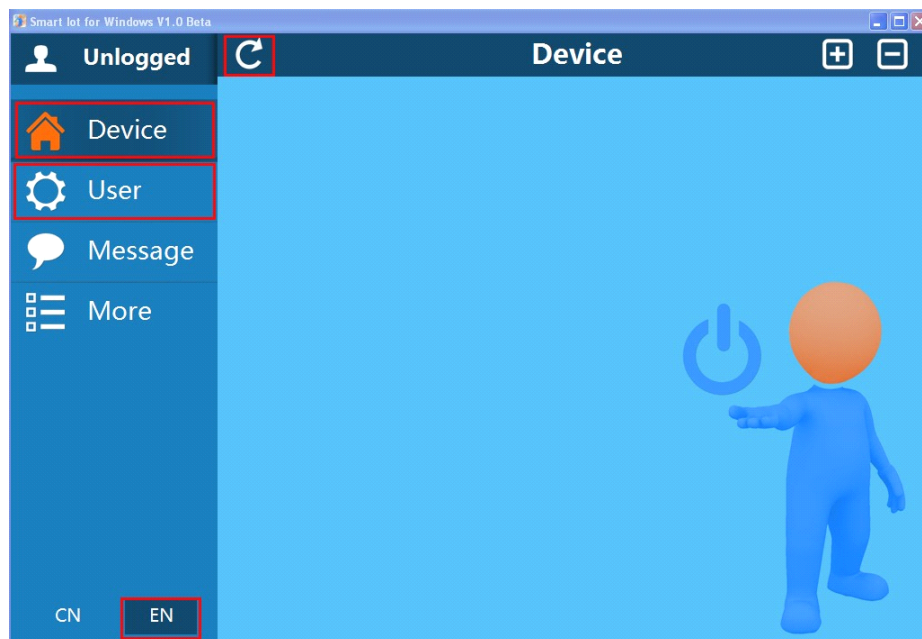 Smart Iot for Windows V1.0 Beta
Unlogged
Device
Device
User
Message
More
CN
EN